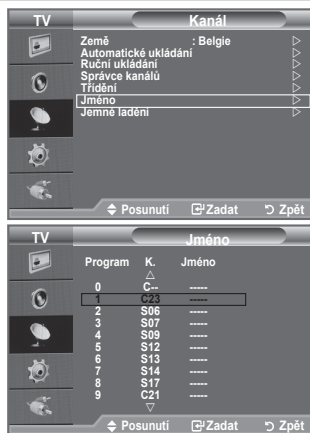 TV Kanál
Země : Belgie
Automatické ukládání
Ruční ukládání
Správce kanálů
Třídění
Jméno
Jemné ladění
Posunutí Zadat Zpět
TV Jméno
Program K. Jméno
0 C-- -----
1 C23 -----
2 S06 -----
3 S07 -----
4 S09 -----
5 S12 -----
6 S13 -----
7 S14 -----
8 S17 -----
9 C21 -----
Posunutí Zadat Zpět